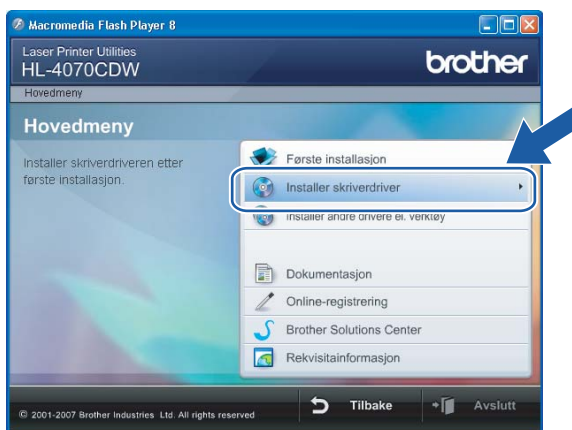 Macromedia Flash Player 8
Laser Printer Utilities
HL-4070CDW
brother
Hovedmeny
Hovedmeny
Installer skriverdriveren etter
første installasjon.
Første installasjon
Installer skriverdriver
Installer andre drivere el. verktøy
Dokumentasjon
Online-registrering
Brother Solutions Center
Rekvisitainformasjon
© 2001-2007 Brother Industries Ltd. All rights reserved
Tilbake
Avslutt